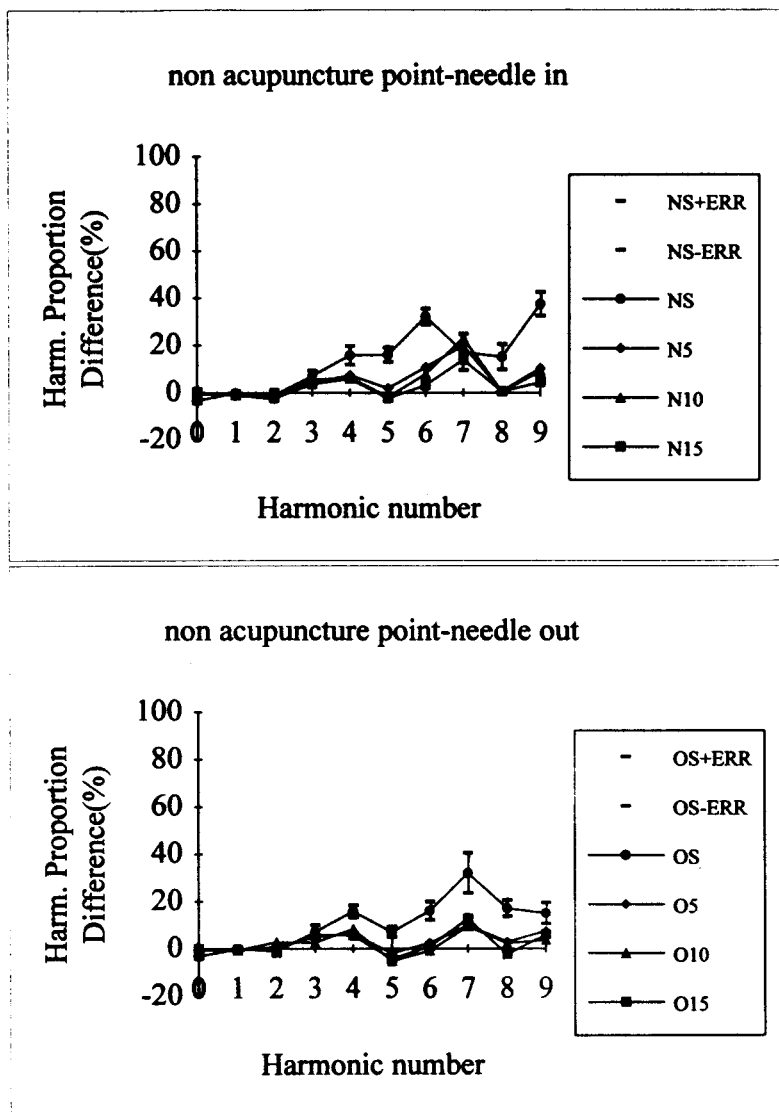 non acupuncture point-needle in
Harm. Proportion
Difference(%)
100
80
60
40
20
0
-20
0 1 2 3 4 5 6 7 8 9
Harmonic number
NS+ERR
NS-ERR
NS
N5
N10
N15
non acupuncture point-needle out
Harm. Proportion
Difference(%)
100
80
60
40
20
0
-20
0 1 2 3 4 5 6 7 8 9
Harmonic number
OS+ERR
OS-ERR
OS
O5
O10
O15